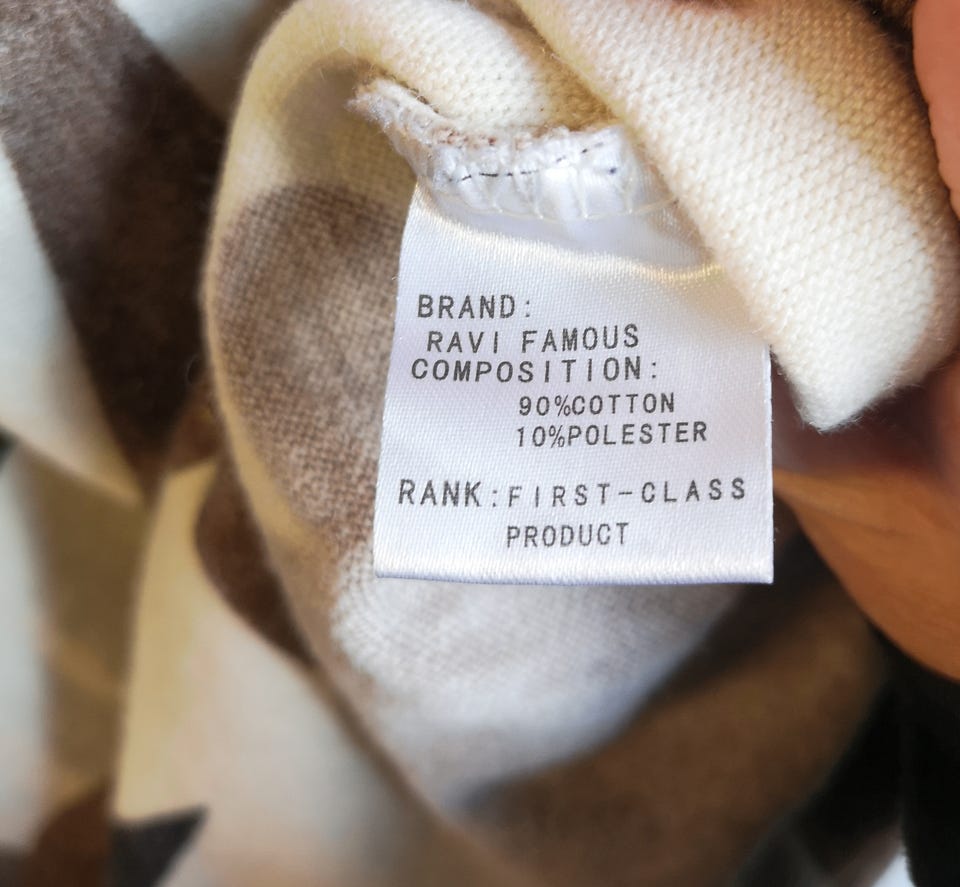 BRAND:
RAVI FAMOUS
COMPOSITION:
90%COTTON
10%POLESTER
RANK:FIRST-CLASS
PRODUCT